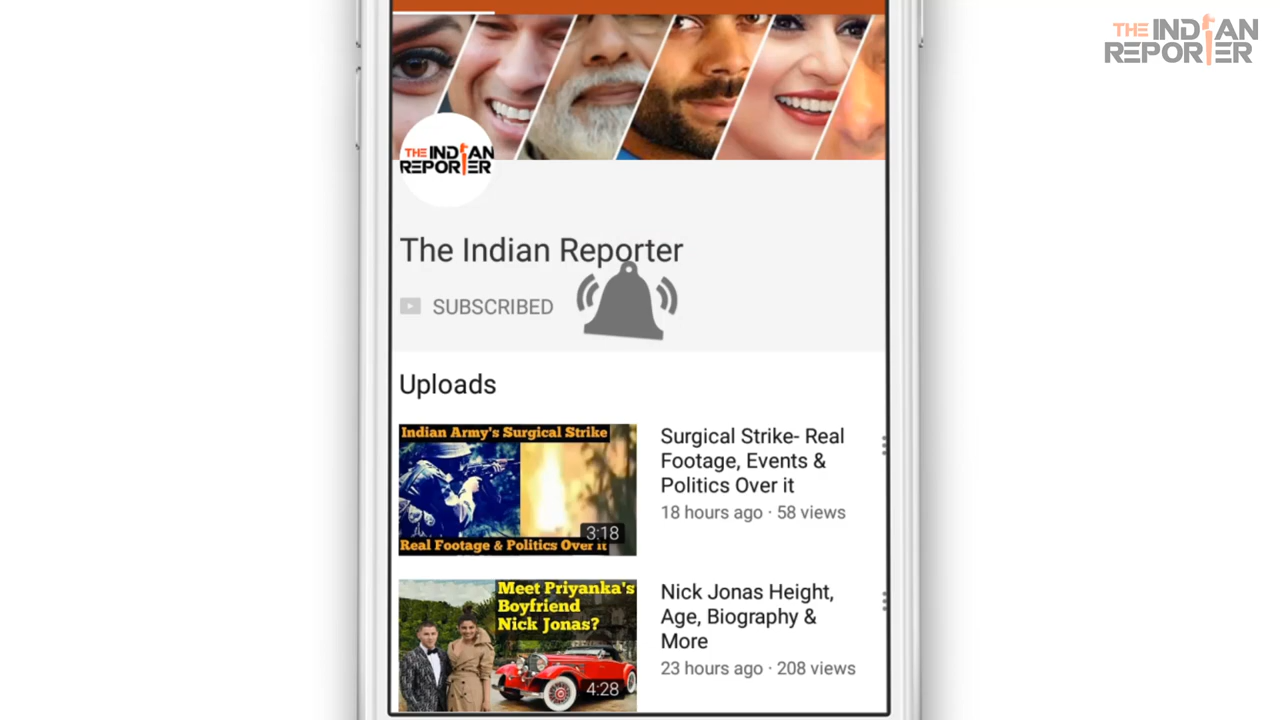 THE INDIAN
REPORTER
THE INDIAN
REPORTER
The Indian Reporter
SUBSCRIBED
Uploads
Indian Army's Surgical Strike
3:18
Real Footage & Politics Over it
Surgical Strike- Real
Footage, Events &
Politics Over it
18 hours ago · 58 views
Meet Priyanka's
Boyfriend
Nick Jonas?
4:28
Nick Jonas Height,
Age, Biography &
More
23 hours ago · 208 views